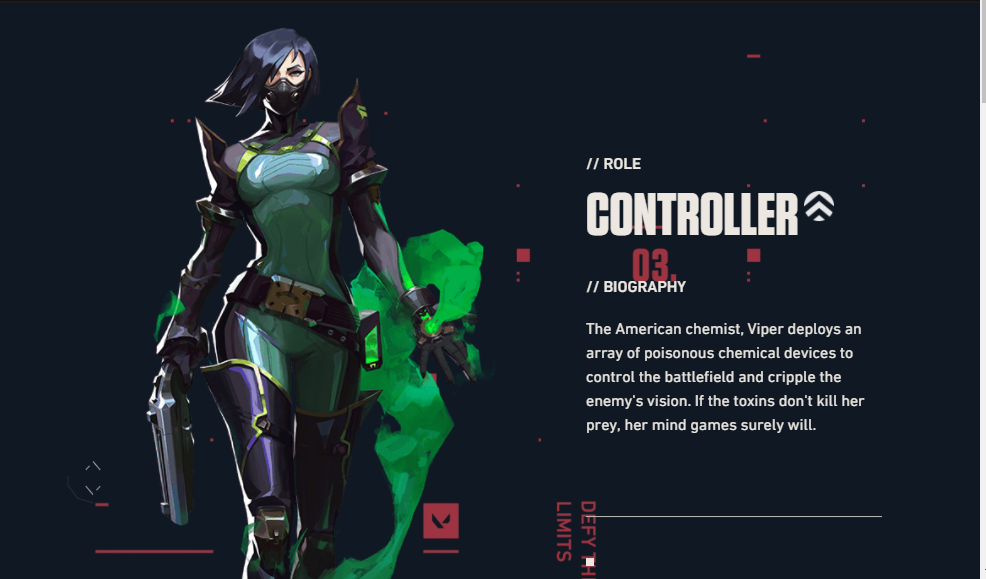 // ROLE
CONTROLLER
03.
// BIOGRAPHY
The American chemist, Viper deploys an
array of poisonous chemical devices to
control the battlefield and cripple the
enemy's vision. If the toxins don't kill her
prey, her mind games surely will.
DEFY TH
LIMITS